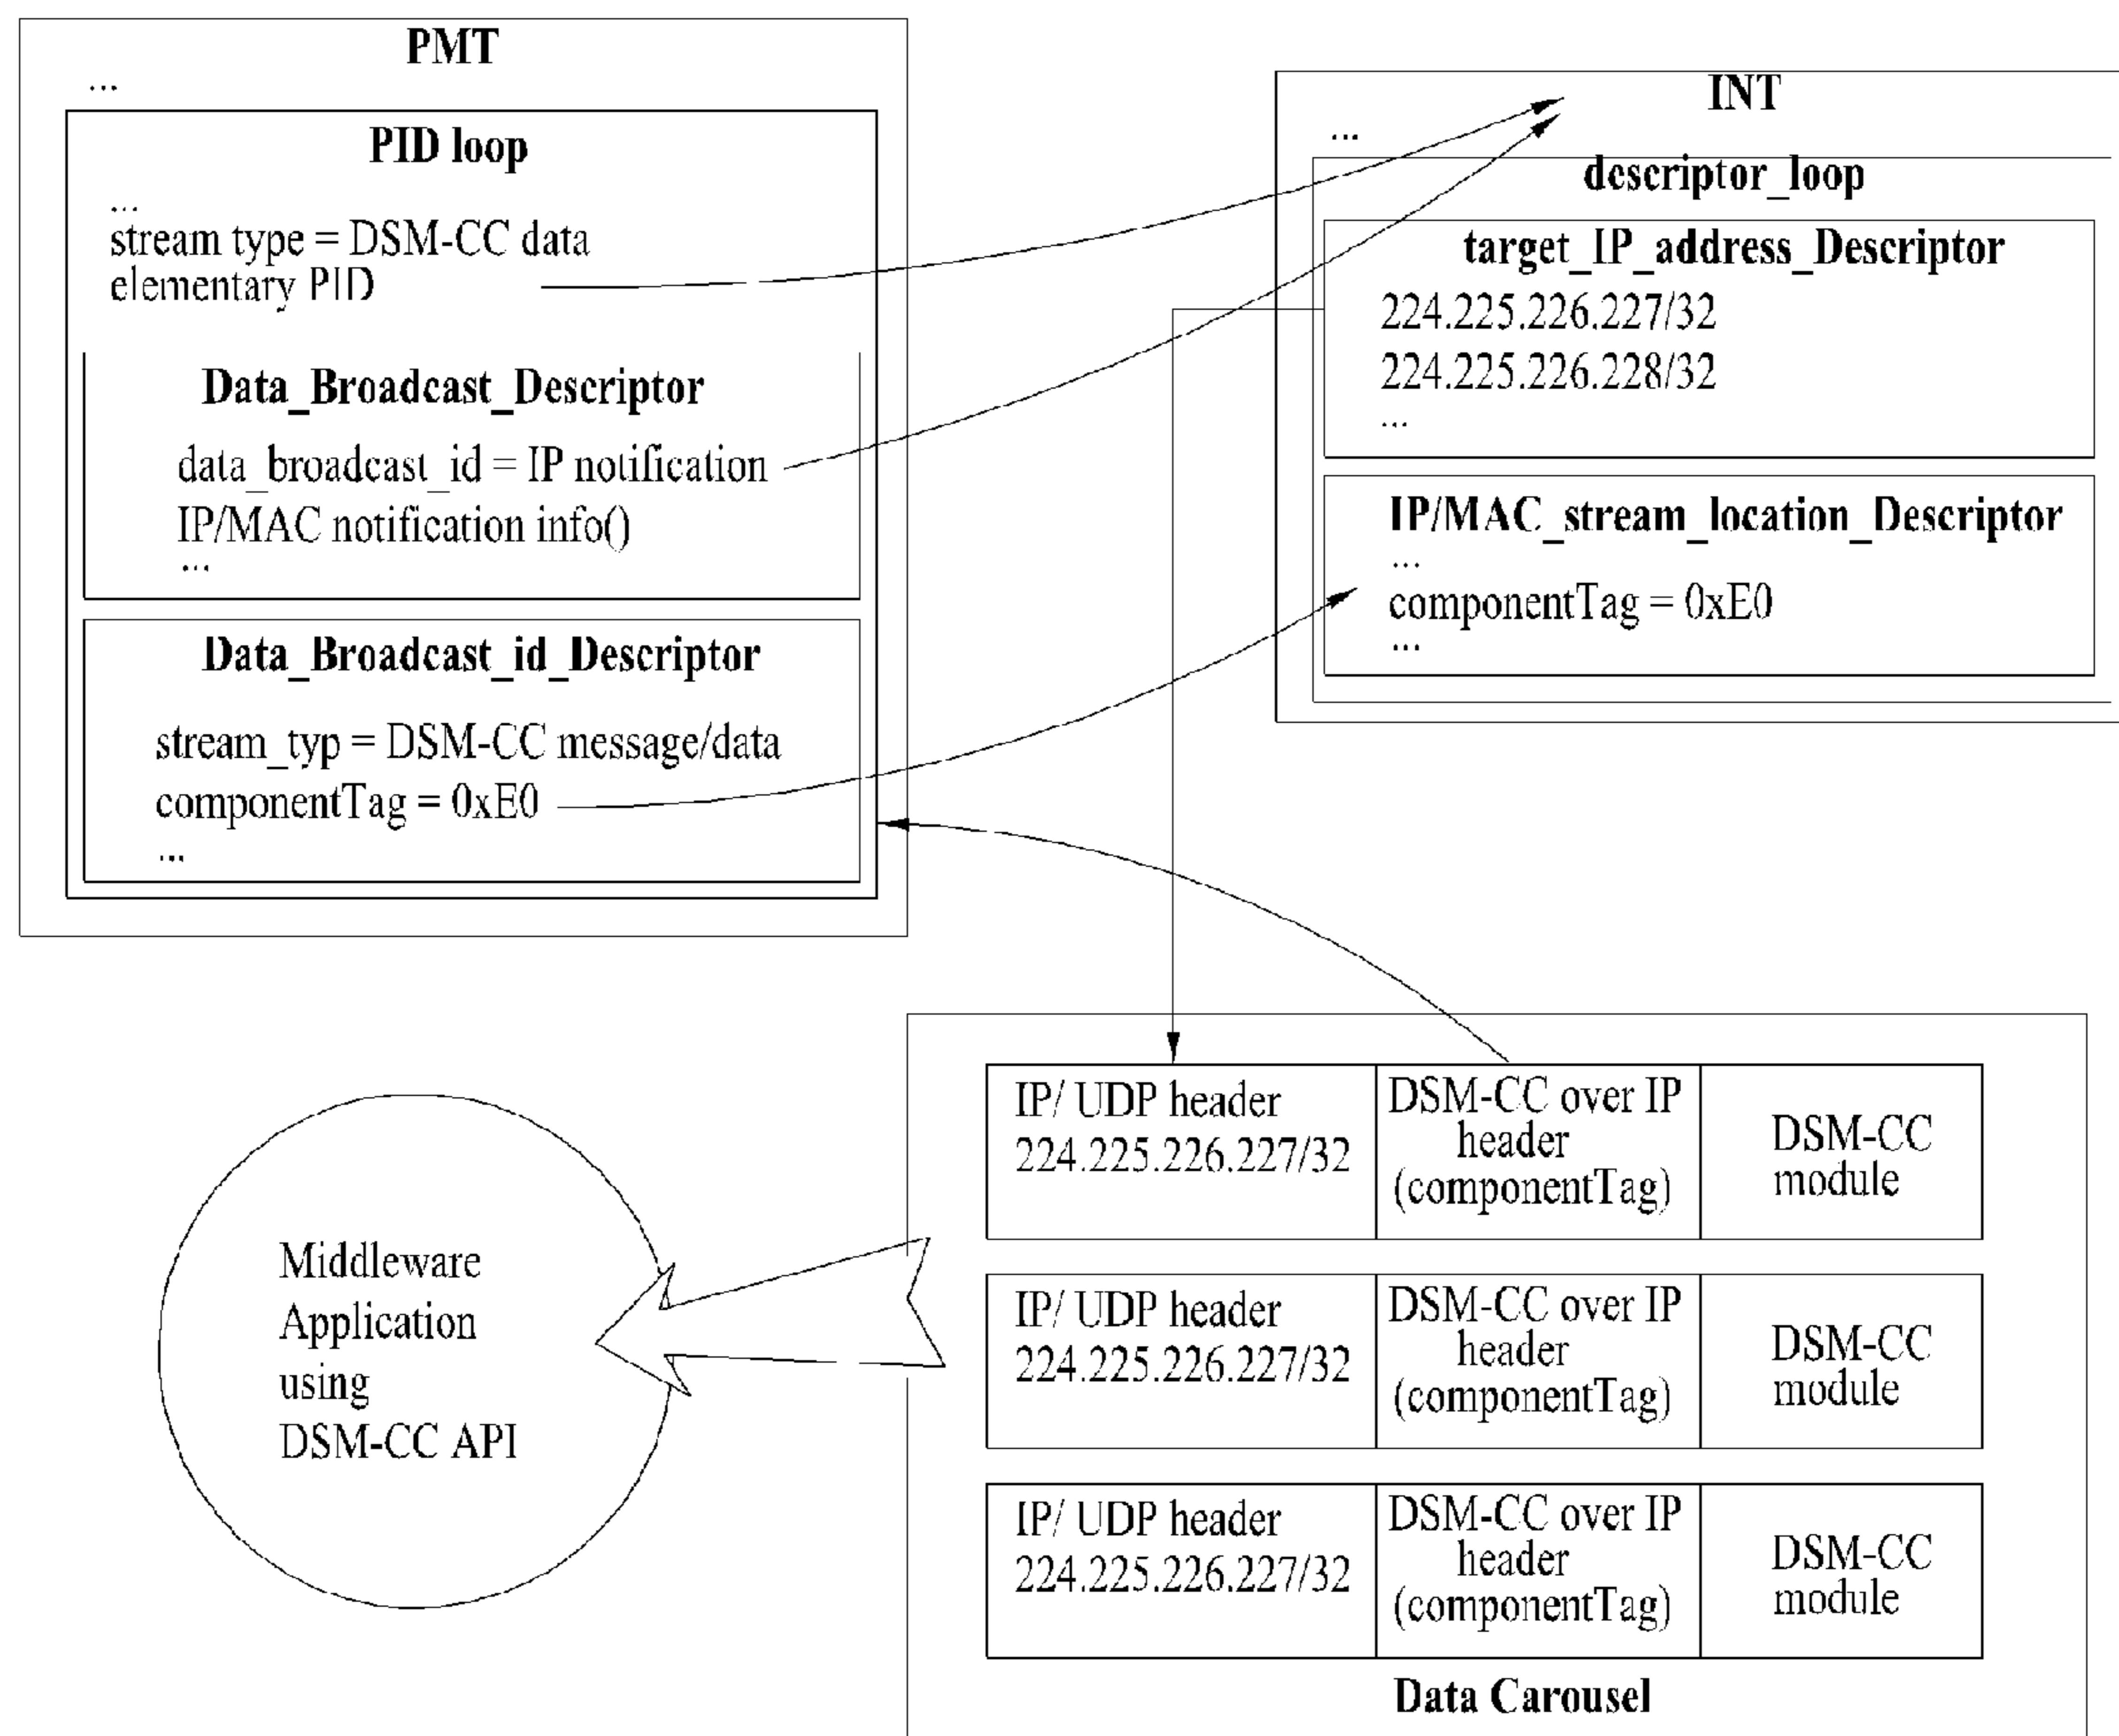 PMT
...
PID loop
...
stream type = DSM-CC data
elementary PID
Data_Broadcast_Descriptor
data_broadcast_id = IP notification
IP/MAC notification info()
...
Data_Broadcast_id_Descriptor
stream_typ = DSM-CC message/data
componentTag = 0xE0
...
INT
...
descriptor_loop
target_IP_address_Descriptor
224.225.226.227/32
224.225.226.228/32
...
IP/MAC_stream_location_Descriptor
...
componentTag = 0xE0
...
Middleware
Application
using
DSM-CC API
IP/ UDP header
224.225.226.227/32
DSM-CC over IP
header
(componentTag)
DSM-CC
module
IP/ UDP header
224.225.226.227/32
DSM-CC over IP
header
(componentTag)
DSM-CC
module
IP/ UDP header
224.225.226.227/32
DSM-CC over IP
header
(componentTag)
DSM-CC
module
Data Carousel